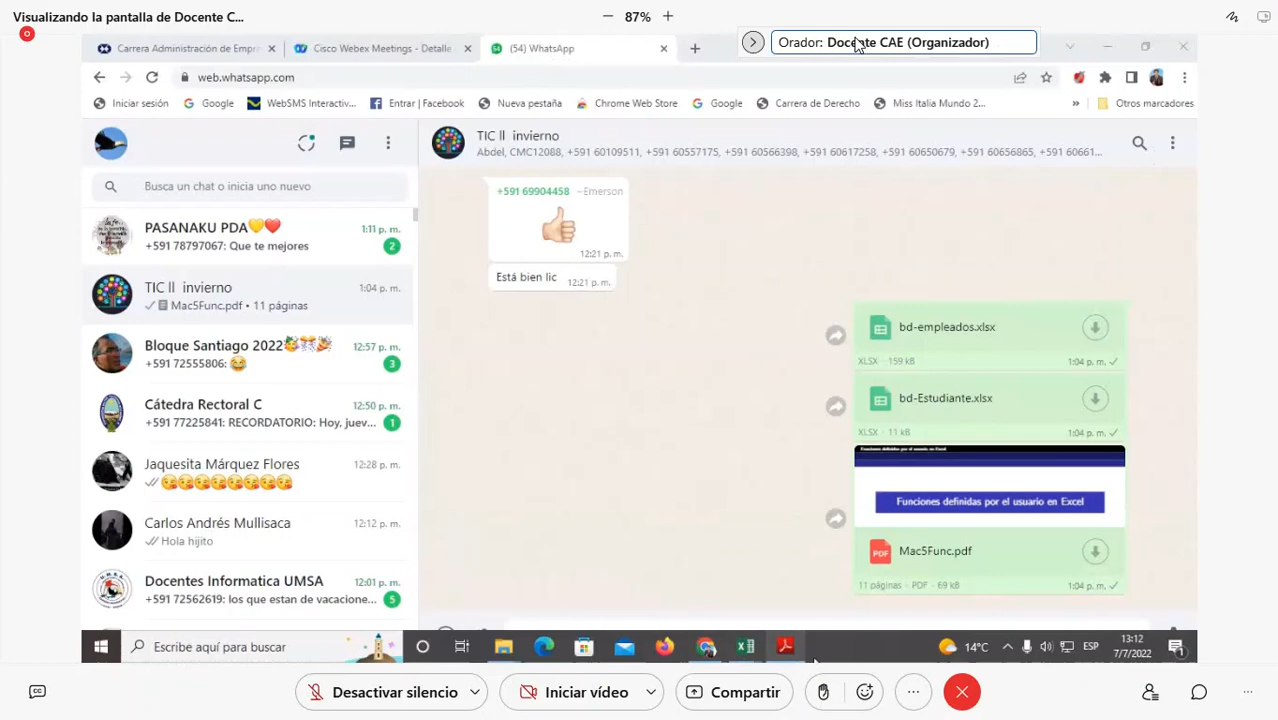 Visualizando la pantalla de Docente C...
87%
Carrera Administración de Empr
Cisco Webex Meetings - Detalle
(54) WhatsApp
Orador: Docente CAE (Organizador)
web.whatsapp.com
Iniciar sesión
Google
WebSMS Interactiv...
Entrar | Facebook
Nueva pestaña
Chrome Web Store
Google
Carrera de Derecho
Miss Italia Mundo 2...
»
Otros marcadores
TIC II invierno
Abdel, CMC12088, +591 60109511, +591 60557175, +591 60566398, +591 60617258, +591 60650679, +591 60656865, +591 60661...
Busca un chat o inicia uno nuevo
PASANAKU PDA💛❤️
1:11 p. m.
+591 78797067: Que te mejores
2
TIC II invierno
1:04 p. m.
Mac5Func.pdf • 11 páginas
Bloque Santiago 2022🥰🎊🎉
12:57 p. m.
+591 72555806: 😂
3
Cátedra Rectoral C
12:50 p. m.
+591 77225841: RECORDATORIO: Hoy, juev...
1
Jaquesita Márquez Flores
12:28 p. m.
😘😘😘😘😘😘😘😘
Carlos Andrés Mullisaca
12:12 p. m.
Hola hijito
Docentes Informatica UMSA
12:01 p. m.
+591 72562619: los que estan de vacacione...
5
+591 69904458 ~Emerson
👍🏻
12:21 p. m.
Está bien lic
12:21 p. m.
bd-empleados.xlsx
XLSX • 159 kB
1:04 p. m.
bd-Estudiante.xlsx
XLSX • 11 kB
1:04 p. m.
Funciones definidas por el usuario en Excel
Funciones definidas por el usuario en Excel
PDF
Mac5Func.pdf
11 páginas • PDF • 69 kB
1:04 p. m.
Escribe aquí para buscar
14°C
ESP
13:12
7/7/2022
1
CC
Desactivar silencio
Iniciar vídeo
Compartir